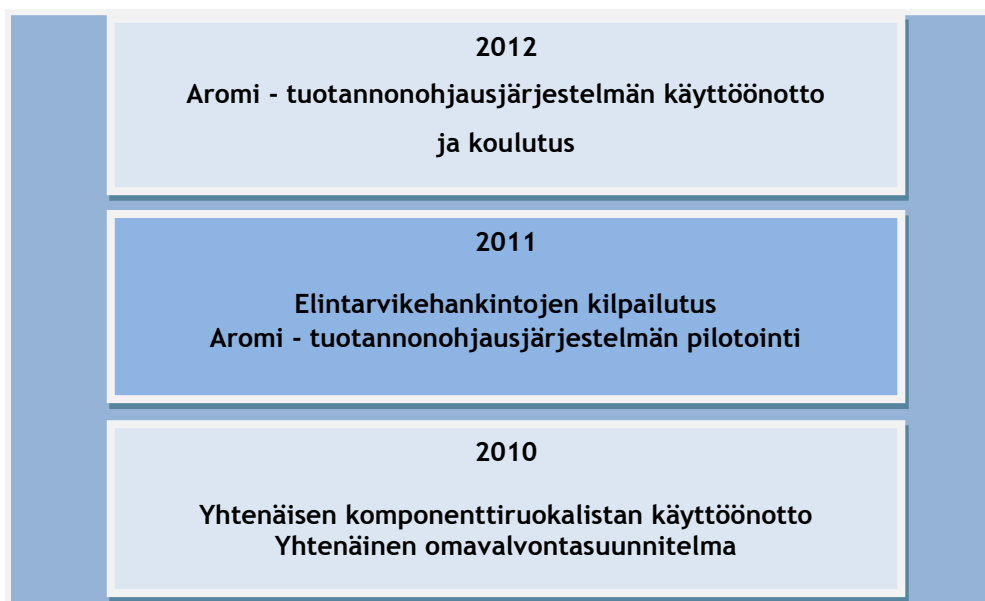 2012
Aromi - tuotannonohjausjärjestelmän käyttöönotto
ja koulutus
2011
Elintarvikehankintojen kilpailutus
Aromi - tuotannonohjausjärjestelmän pilotointi
2010
Yhtenäisen komponenttiruokalistan käyttöönotto
Yhtenäinen omavalvontasuunnitelma